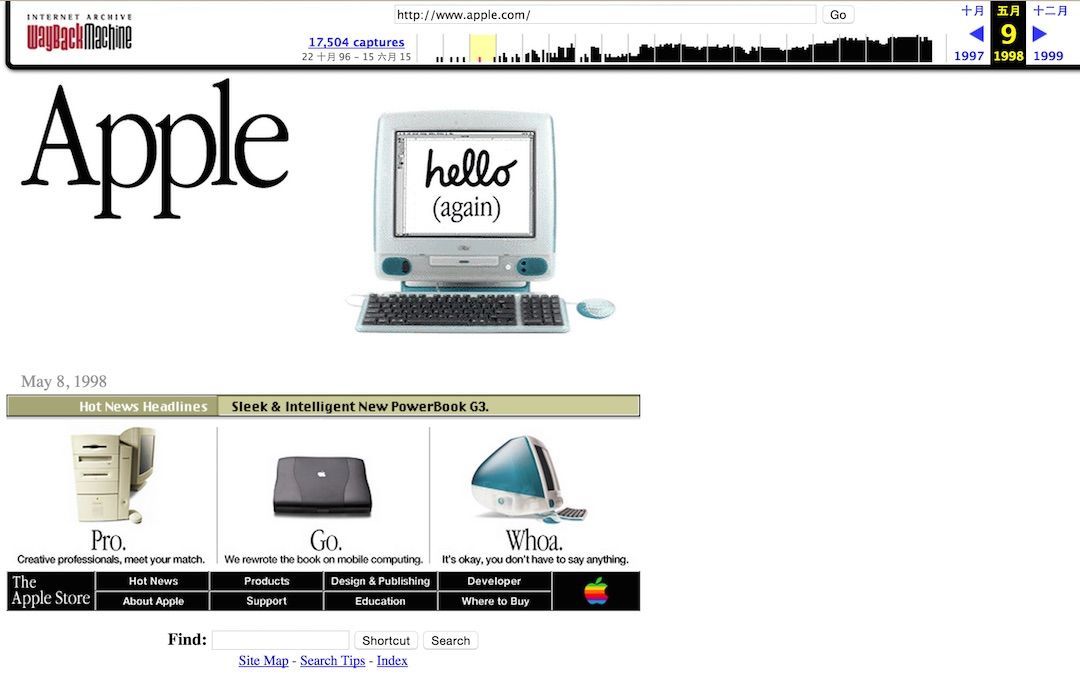 INTERNET ARCHIVE
WayBackMachine
http://www.apple.com/
Go
17,504 captures
22 十月 96 - 15 六月 15
十月 五月 十二月
9
1997 1998 1999
Apple
hello
(again)
May 8, 1998
Hot News Headlines
Sleek & Intelligent New PowerBook G3.
Pro.
Creative professionals, meet your match.
Go.
We rewrote the book on mobile computing.
Whoa.
It's okay, you don't have to say anything.
The
Apple Store
Hot News Products Design & Publishing Developer
About Apple Support Education Where to Buy
Find: Shortcut Search
Site Map - Search Tips - Index